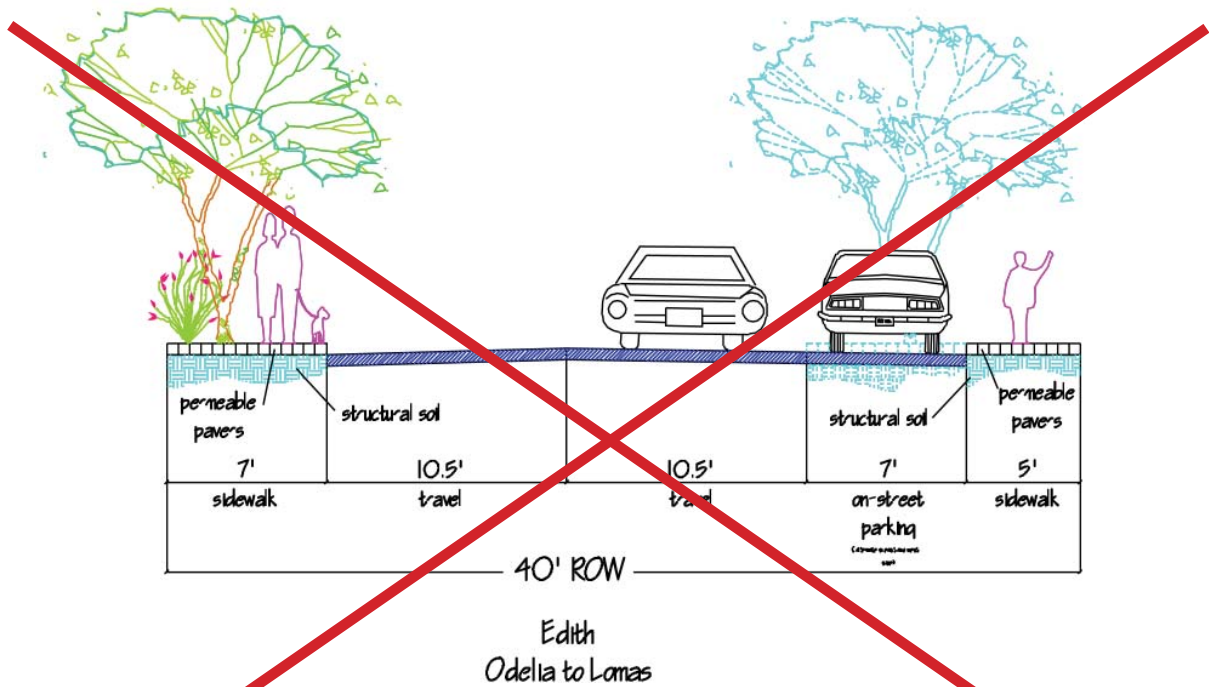 permeable
pavers
structural soil
structural soil
permeable
pavers
7'
10.5'
10.5'
7'
5'
sidewalk
travel
travel
on-street
parking
sidewalk
40' ROW
Edith
Odelia to Lomas